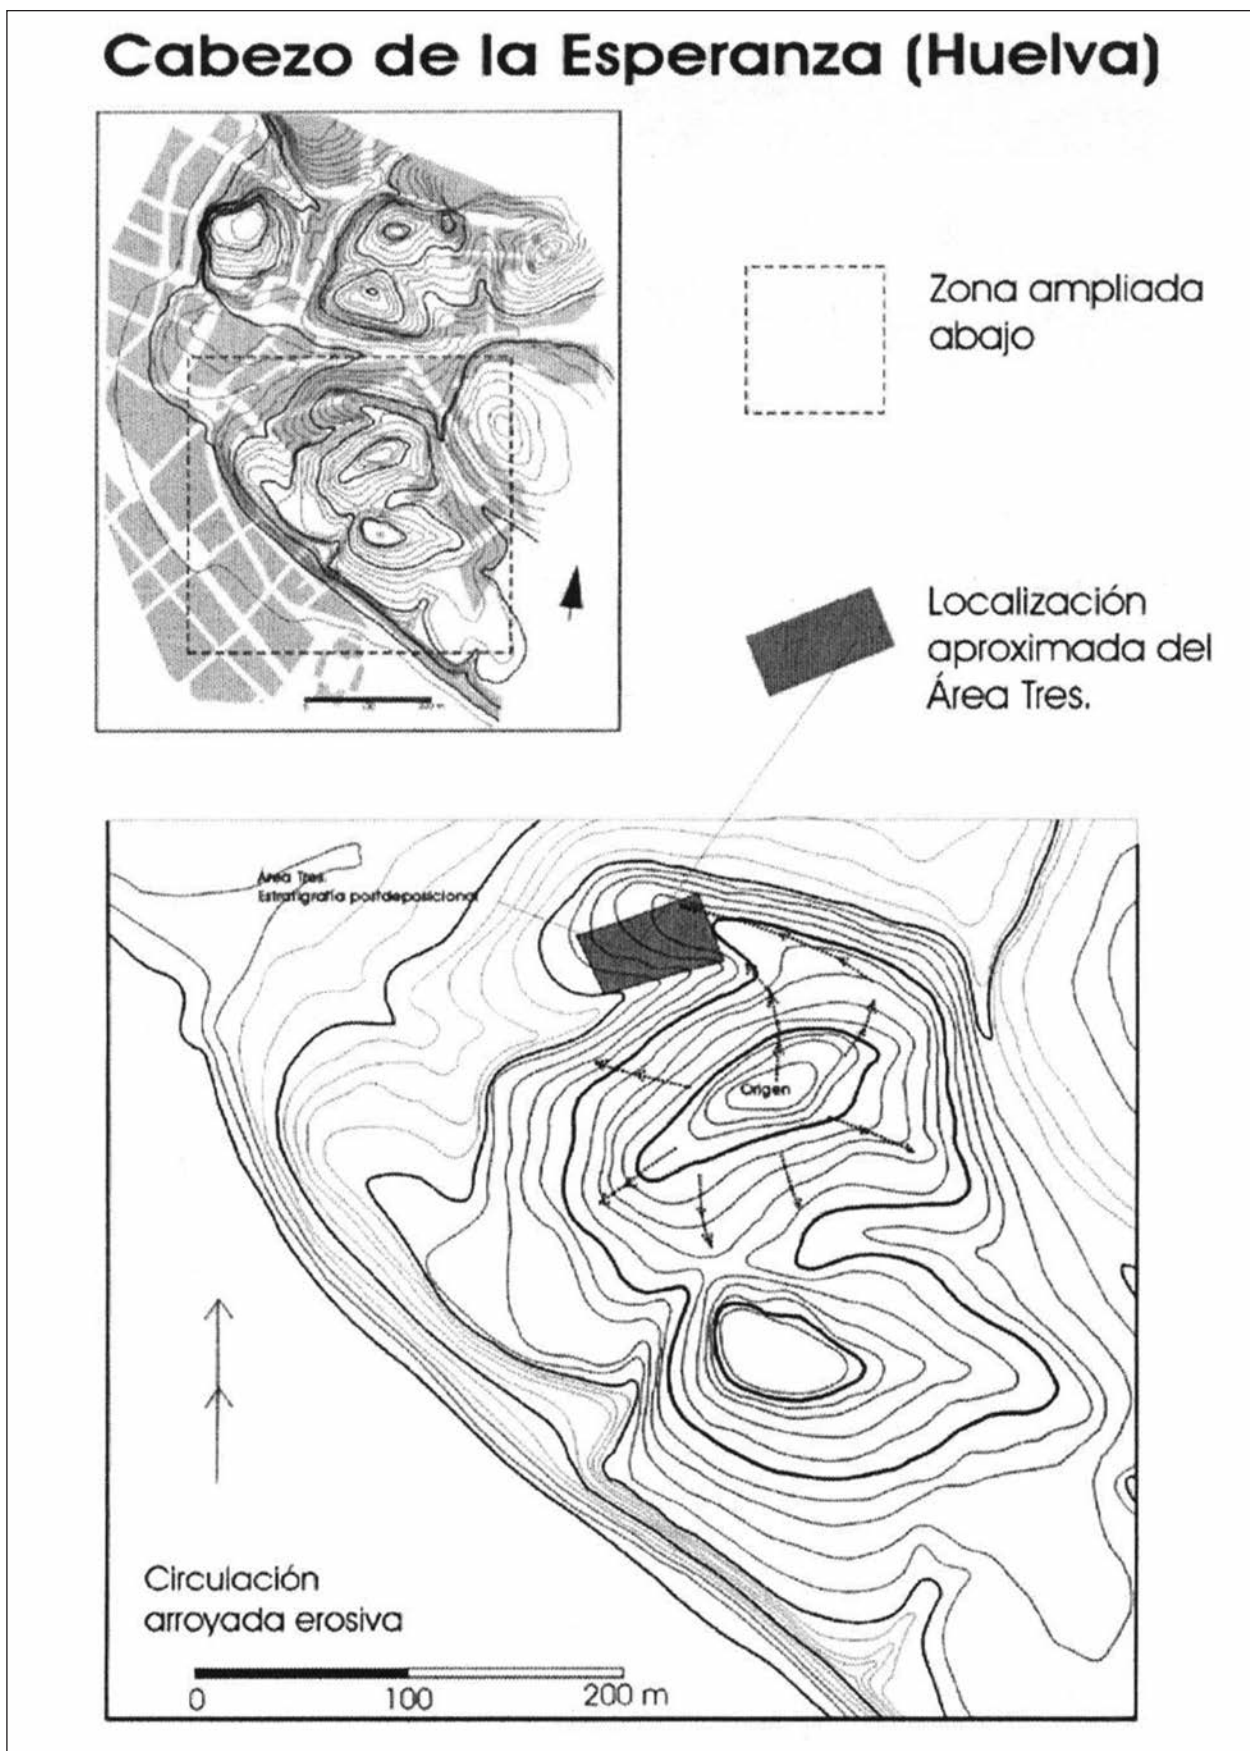 Cabezo de la Esperanza (Huelva)
Zona ampliada
abajo
Localización
aproximada del
Área Tres.
Área Tres.
Estratigrafía postdeposicional
Origen
Circulación
arroyada erosiva
0 100 200 m